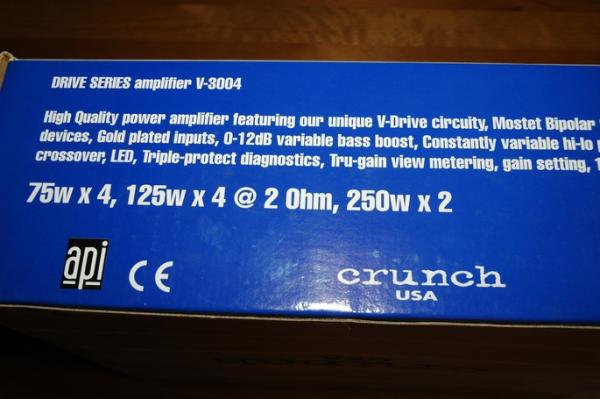 DRIVE SERIES amplifier V-3004
High Quality power amplifier featuring our unique V-Drive circuity, Mostet Bipolar
devices, Gold plated inputs, 0-12dB variable bass boost, Constantly variable hi-lo
crossover, LED, Triple-protect diagnostics, Tru-gain view metering, gain setting,
75w x 4, 125w x 4 @ 2 Ohm, 250w x 2
api CE crunch
USA